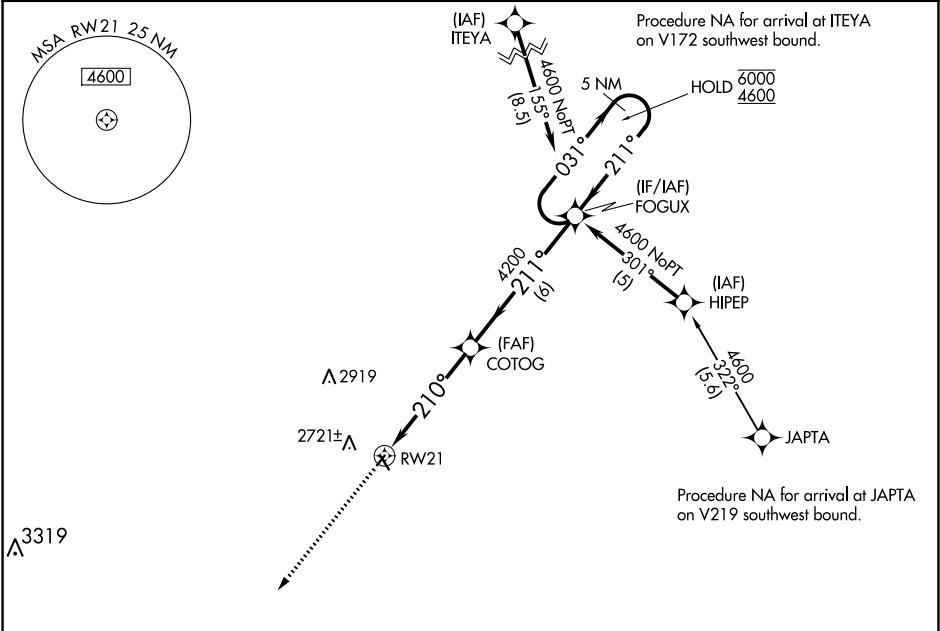 MSA RW21 25 NM
4600
(IAF)
ITEYA
Procedure NA for arrival at ITEYA
on V172 southwest bound.
4600 NoPT
155°
(8.5)
5 NM
HOLD 6000
4600
031°
211°
(IF/IAF)
FOGUX
4600 NoPT
301°
(5)
4200
211°
(6)
(IAF)
HIPEP
(FAF)
COTOG
4600
322°
(5.6)
2919
210°
2721±
RW21
JAPTA
Procedure NA for arrival at JAPTA
on V219 southwest bound.
3319